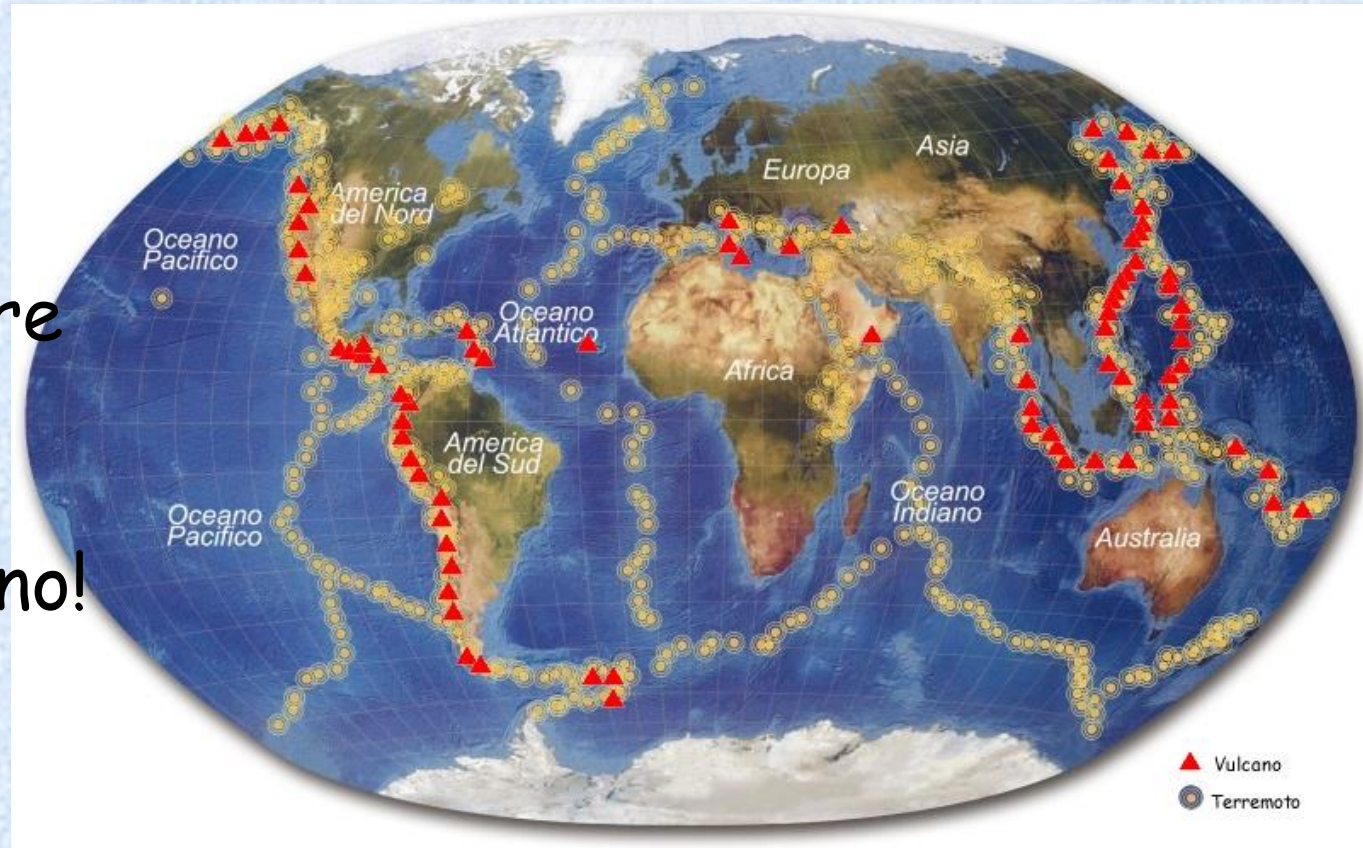 Asia
Europa
America
del Nord
Oceano
Pacifico
re
Oceano
Atlantico
Africa
America
del Sud
Oceano
Indiano
Oceano
Pacifico
Australia
no!
Vulcano
Terremoto